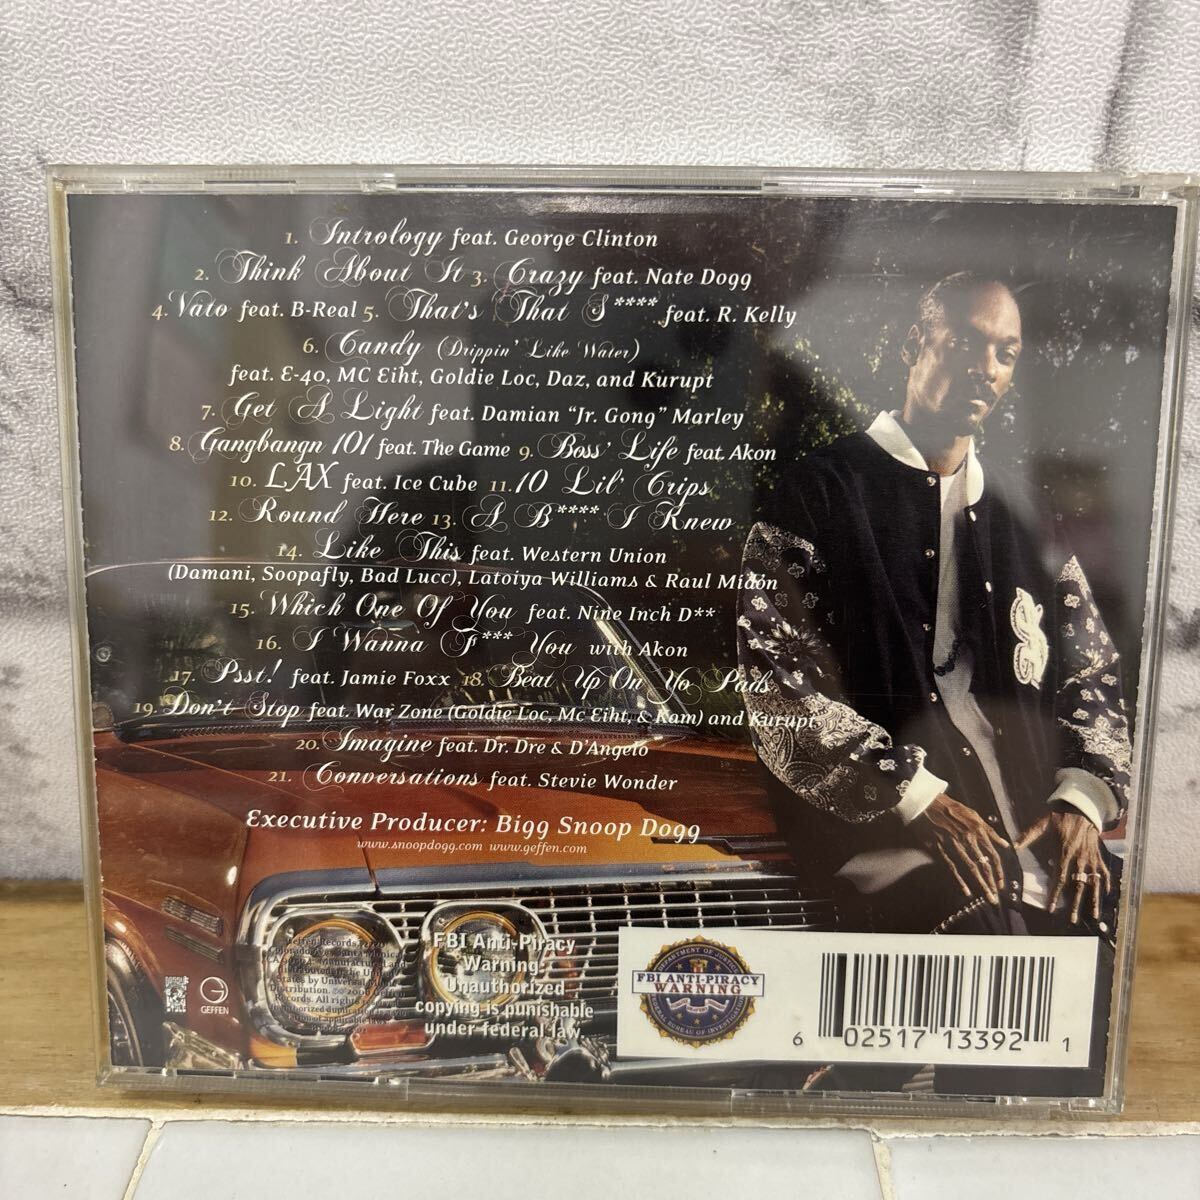 1. Intrology feat. George Clinton
2. Think About It 3. Crazy feat. Nate Dogg
4. Vato feat. B-Real 5. That's That S**** feat. R. Kelly
6. Candy (Drippin' Like Water)
feat. E-40, MC Eiht, Goldie Loc, Daz, and Kurupt
7. Get A Light feat. Damian "Jr. Gong" Marley
8. Gangbangn 101 feat. The Game 9. Boss' Life feat. Akon
10. LAX feat. Ice Cube 11. 10 Lil' Crips
12. Round Here 13. A B**** I Knew
14. Like This feat. Western Union
(Damani, Soopafly, Bad Lucc), Latoiya Williams & Raul Midon
15. Which One Of You feat. Nine Inch D**
16. I Wanna F*** You with Akon
17. Psst! feat. Jamie Foxx 18. Beat Up On Yo Pads
19. Don't Stop feat. War Zone (Goldie Loc, Mc Eiht, & Kam) and Kurupt
20. Imagine feat. Dr. Dre & D'Angelo
21. Conversations feat. Stevie Wonder
Executive Producer: Bigg Snoop Dogg
www.snoopdogg.com www.geffen.com
GEFFEN
FBI Anti-Piracy
Warning:
Unauthorized
copying is punishable
under federal law.
DEPARTMENT OF JUSTICE
FBI ANTI-PIRACY
WARNING
FEDERAL BUREAU OF INVESTIGATION
6 02517 13392 1